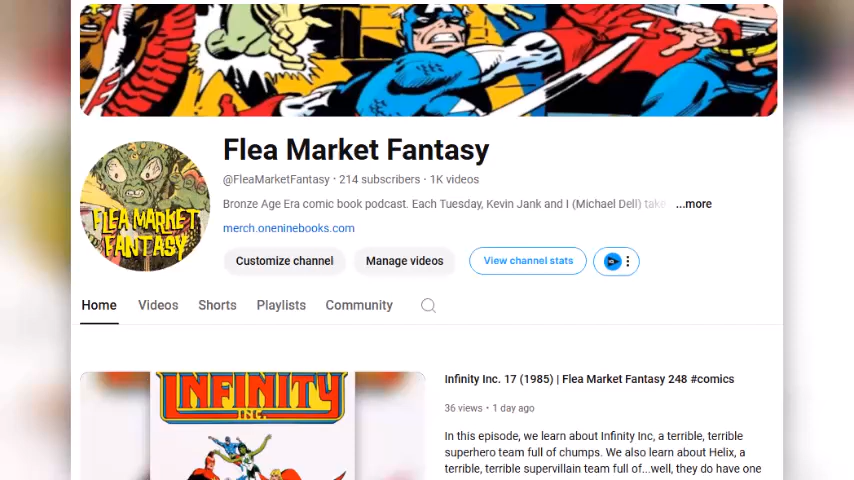 Flea Market Fantasy
@FleaMarketFantasy · 214 subscribers · 1K videos
Bronze Age Era comic book podcast. Each Tuesday, Kevin Jank and I (Michael Dell) take ...more
merch.oneninebooks.com
FLEA MARKET
FANTASY
Customize channel
Manage videos
View channel stats
Home
Videos
Shorts
Playlists
Community
INFINITY
INC.
Infinity Inc. 17 (1985) | Flea Market Fantasy 248 #comics
36 views · 1 day ago
In this episode, we learn about Infinity Inc, a terrible, terrible
superhero team full of chumps. We also learn about Helix, a
terrible, terrible supervillain team full of...well, they do have one